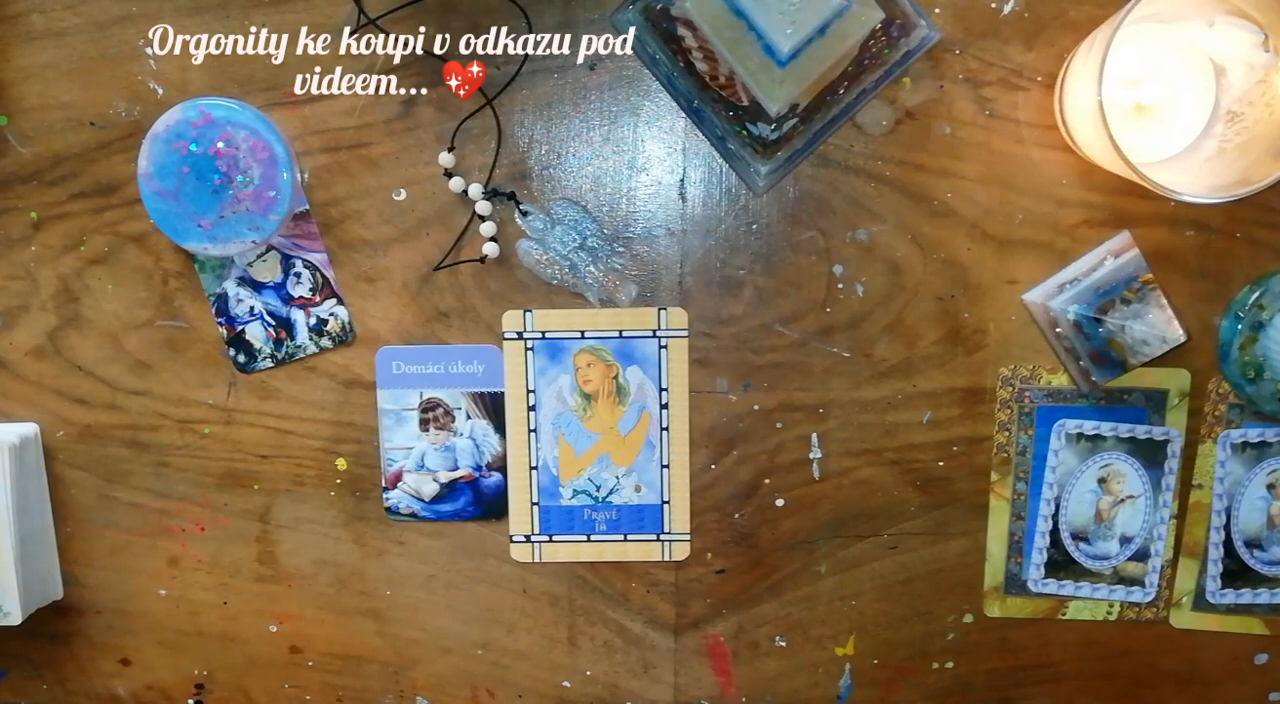 Orgonity ke koupi v odkazu pod
videem... 💖
Domácí úkoly
PRAVÉ
JÁ